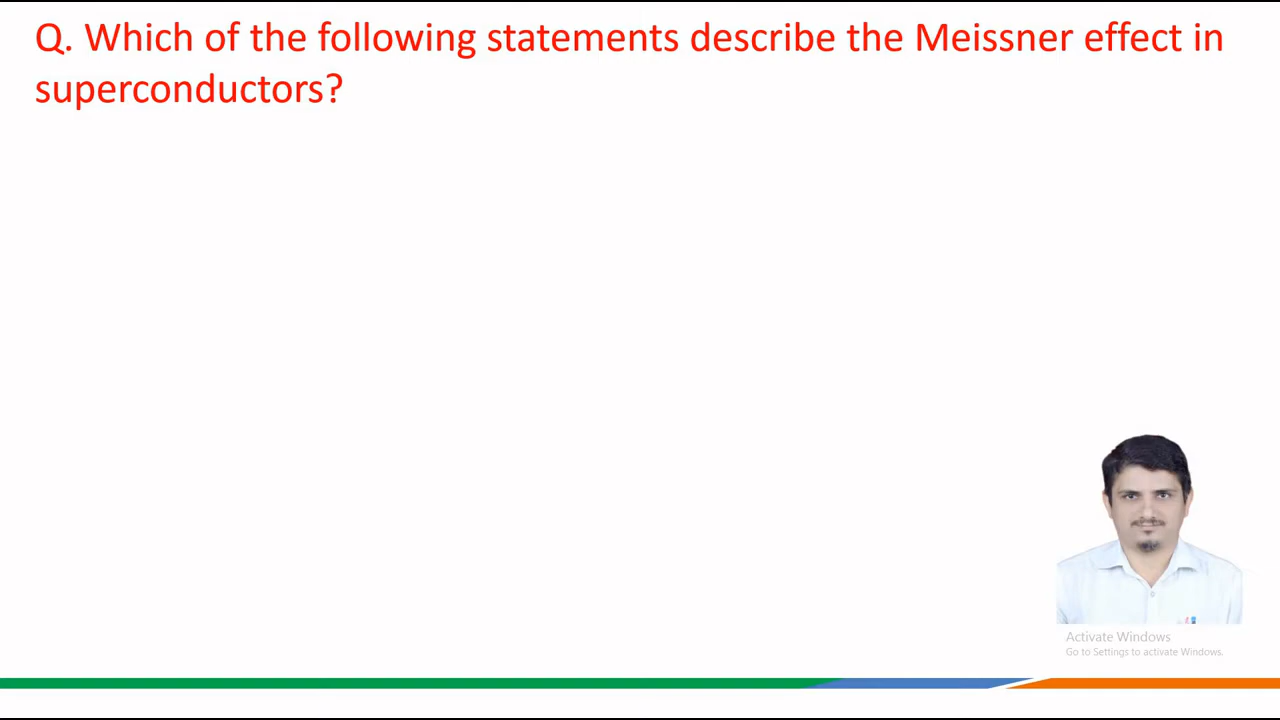 Q. Which of the following statements describe the Meissner effect in
superconductors?
Activate Windows
Go to Settings to activate Windows.